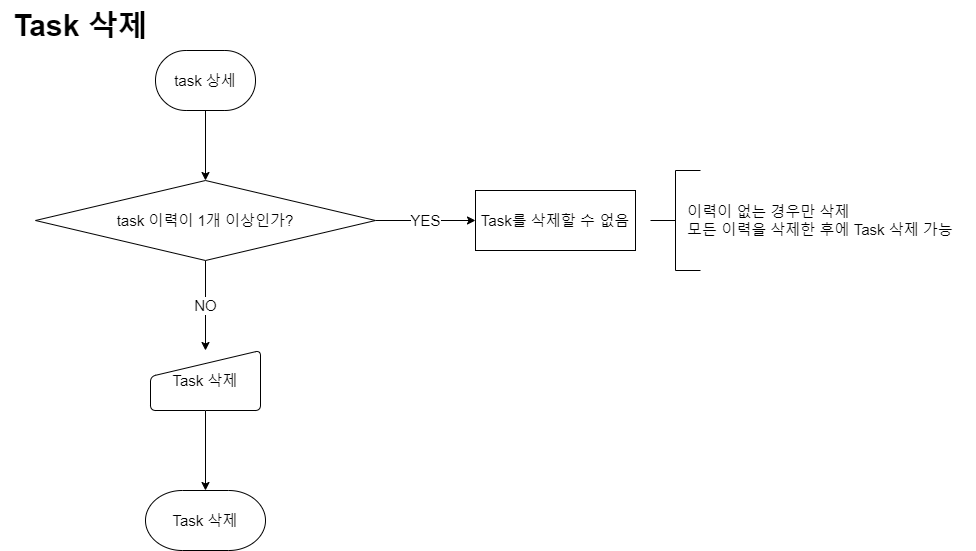 Task 삭제
task 상세
task 이력이 1개 이상인가?
YES
Task를 삭제할 수 없음
이력이 없는 경우만 삭제
모든 이력을 삭제한 후에 Task 삭제 가능
NO
Task 삭제
Task 삭제